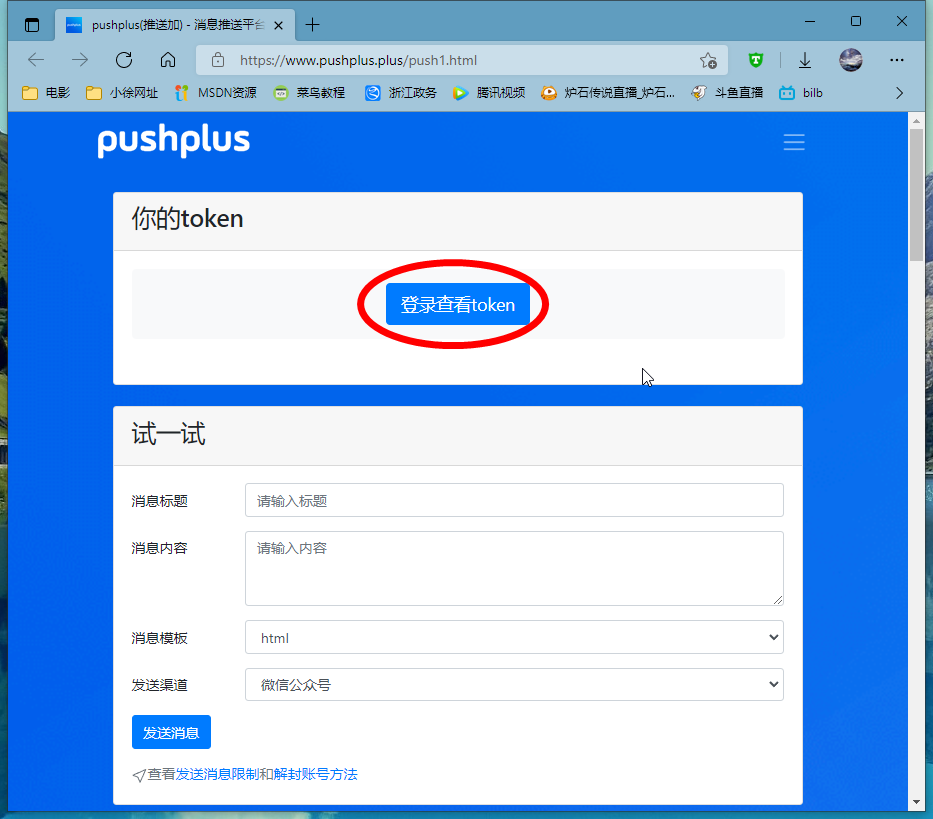 pushplus(推送加) - 消息推送平台
https://www.pushplus.plus/push1.html
电影 小徐网址 MSDN资源 菜鸟教程 浙江政务 腾讯视频 炉石传说直播_炉石... 斗鱼直播 bilb
pushplus
你的token
登录查看token
试一试
消息标题 请输入标题
消息内容 请输入内容
消息模板 html
发送渠道 微信公众号
发送消息
查看发送消息限制和解封账号方法